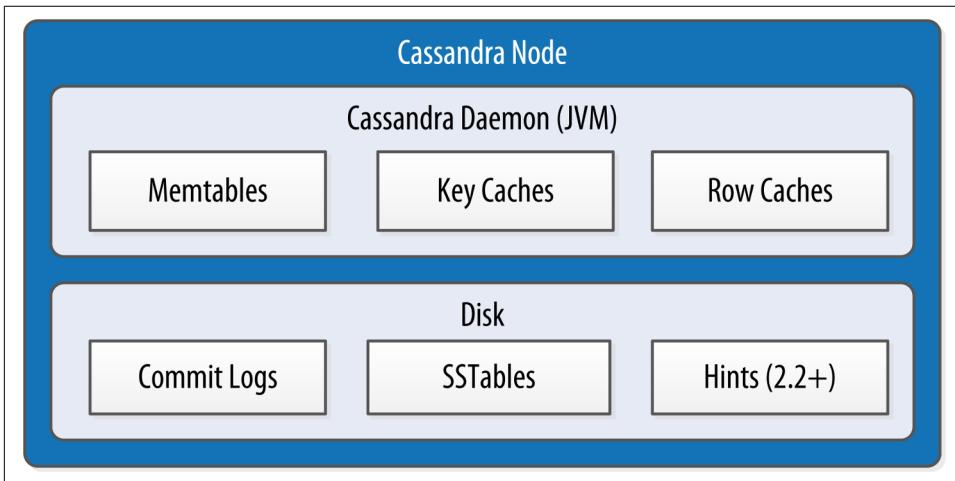 Cassandra Node
Cassandra Daemon (JVM)
Memtables
Key Caches
Row Caches
Disk
Commit Logs
SSTables
Hints (2.2+)